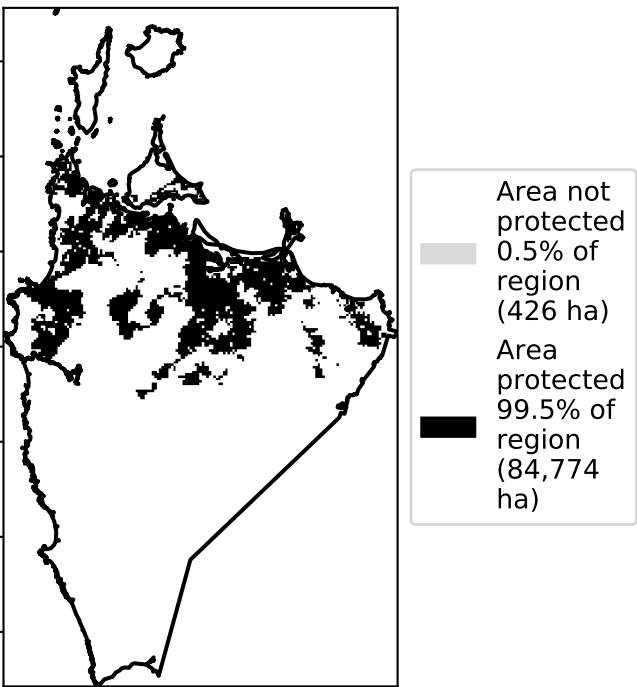 Area not
protected
0.5% of
region
(426 ha)
Area
protected
99.5% of
region
(84,774
ha)